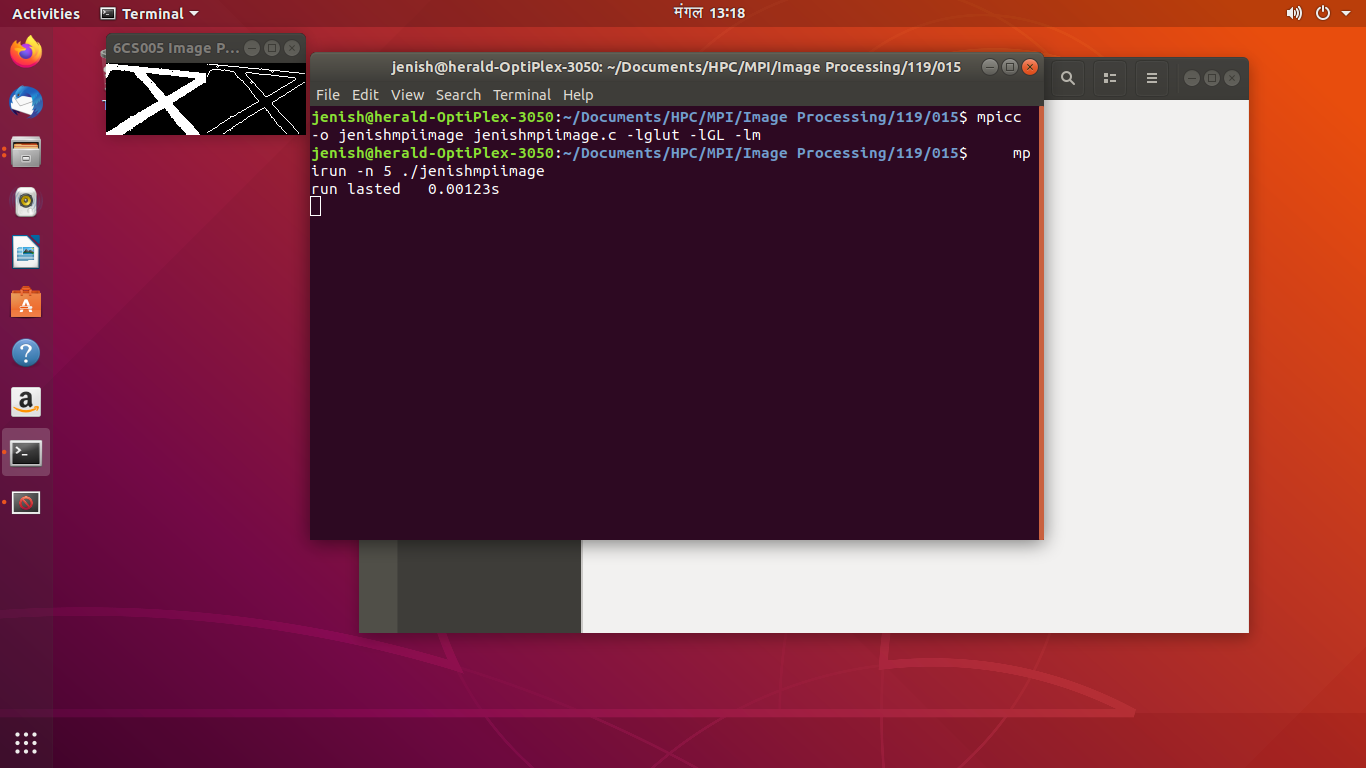 Activities Terminal मंगल 13:18
6CS005 Image P...
jenish@herald-OptiPlex-3050: ~/Documents/HPC/MPI/Image Processing/119/015
File Edit View Search Terminal Help
jenish@herald-OptiPlex-3050:~/Documents/HPC/MPI/Image Processing/119/015$ mpicc
-o jenishmpiimage jenishmpiimage.c -lglut -lGL -lm
jenish@herald-OptiPlex-3050:~/Documents/HPC/MPI/Image Processing/119/015$ mp
irun -n 5 ./jenishmpiimage
run lasted 0.00123s